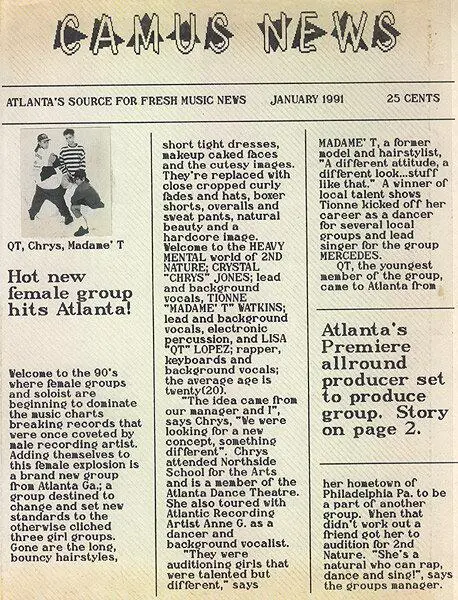 CAMUS NEWS
ATLANTA'S SOURCE FOR FRESH MUSIC NEWS JANUARY 1991 25 CENTS
QT, Chrys, Madame' T
Hot new
female group
hits Atlanta!
Welcome to the 90's
where female groups
and soloist are
beginning to dominate
the music charts
breaking records that
were once coveted by
male recording artist.
Adding themselves to
this female explosion is
a brand new group
from Atlanta Ga.; a
group destined to
change and set new
standards to the
otherwise cliched
three girl groups.
Gone are the long,
bouncy hairstyles,
short tight dresses,
makeup caked faces
and the cutesy images.
They're replaced with
close cropped curly
fades and hats, boxer
shorts, overalls and
sweat pants, natural
beauty and a
hardcore image.
Welcome to the HEAVY
MENTAL world of 2ND
NATURE; CRYSTAL
"CHRYS" JONES; lead
and background
vocals, TIONNE
"MADAME' T" WATKINS;
lead and background
vocals, electronic
percussion, and LISA
"QT" LOPEZ; rapper,
keyboards and
background vocals;
the average age is
twenty(20).
"The idea came from
our manager and I",
says Chrys, "We were
looking for a new
concept, something
different". Chrys
attended Northside
School for the Arts
and is a member of the
Atlanta Dance Theatre.
She also toured with
Atlantic Recording
Artist Anne G. as a
dancer and
background vocalist.
"They were
auditioning girls that
were talented but
different," says
MADAME' T, a former
model and hairstylist,
"A different attitude, a
different look...stuff
like that." A winner of
local talent shows
Tionne kicked off her
career as a dancer
for several local
groups and lead
singer for the group
MERCEDES.
QT, the youngest
member of the group,
came to Atlanta from
Atlanta's
Premiere
allround
producer set
to produce
group. Story
on page 2.
her hometown of
Philadelphia Pa. to be
a part of another
group. When that
didn't work out a
friend got her to
audition for 2nd
Nature. "She's a
natural who can rap,
dance and sing!", says
the groups manager.